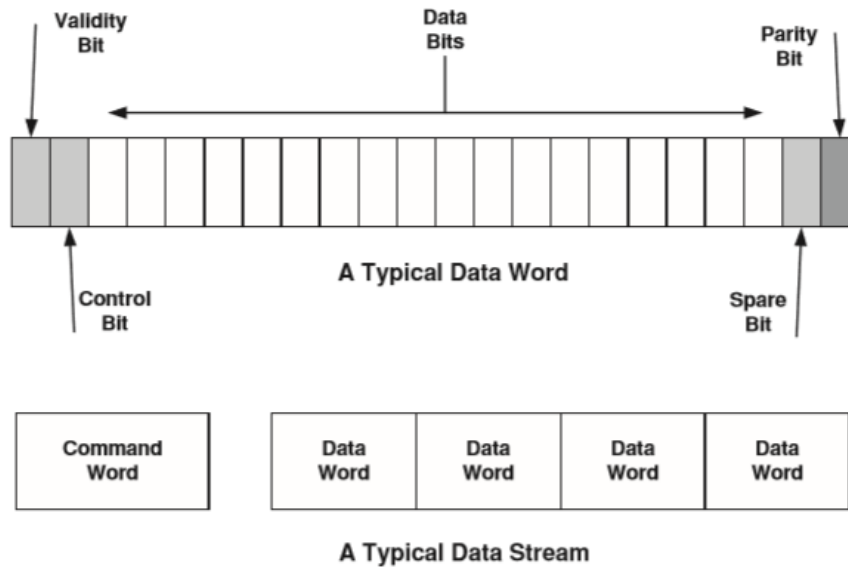 Validity
Bit
Data
Bits
Parity
Bit
A Typical Data Word
Control
Bit
Spare
Bit
Command
Word
Data
Word
Data
Word
Data
Word
Data
Word
A Typical Data Stream